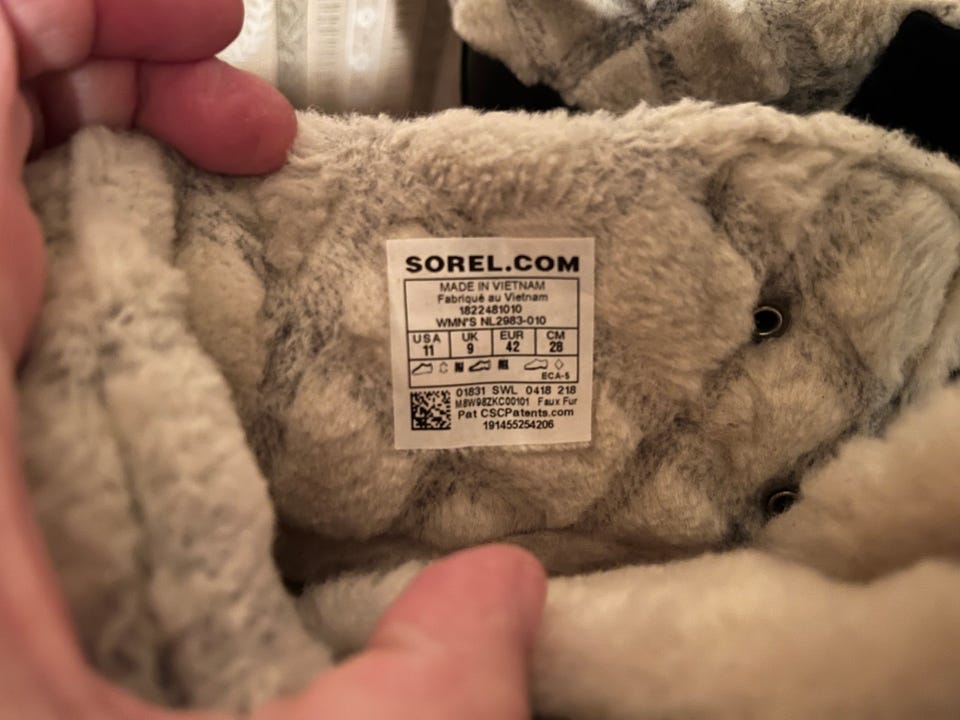 SOREL.COM
MADE IN VIETNAM
Fabriqué au Vietnam
1822481010
WMN'S NL2983-010
USA UK EUR CM
11 9 42 28
ECA-5
01831 SWL 0418 218
M8W98ZKC00101 Faux Fur
Pat CSCPatents.com
191455254206